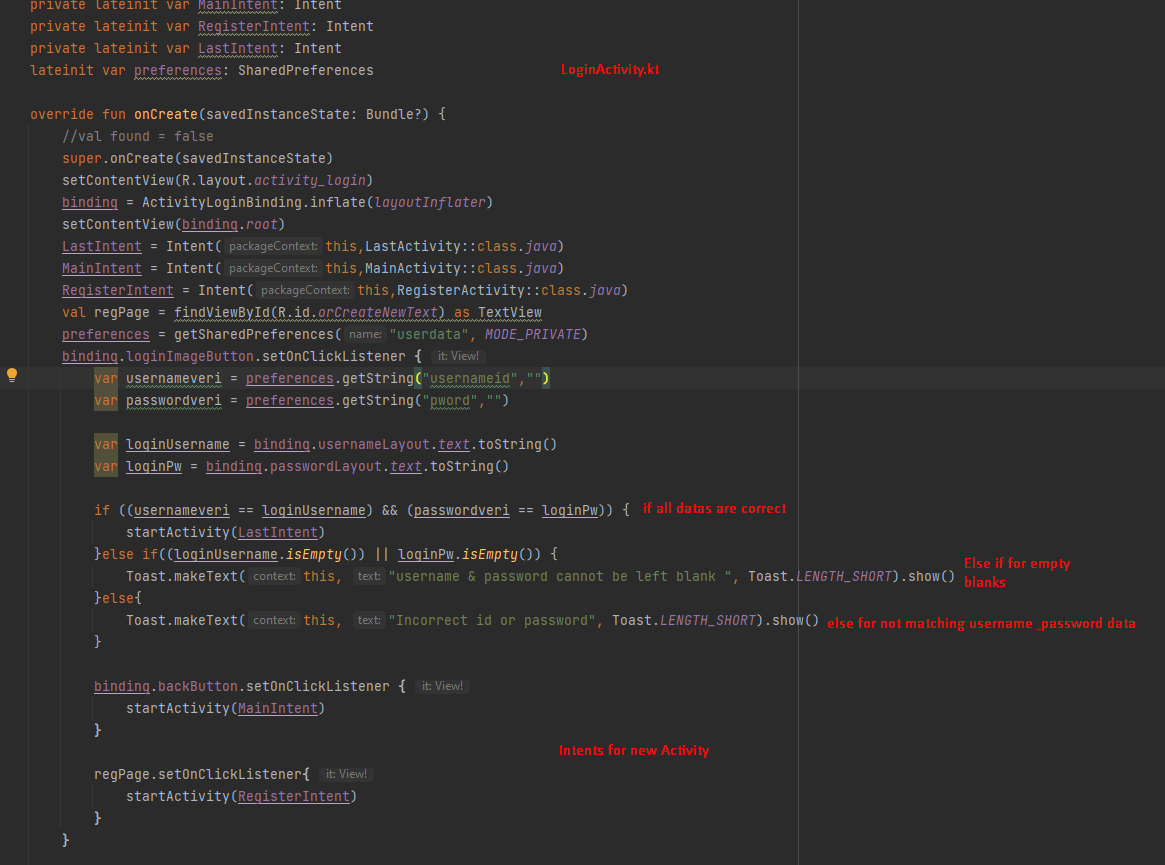 private lateinit var MainIntent: Intent
private lateinit var RegisterIntent: Intent
private lateinit var LastIntent: Intent
lateinit var preferences: SharedPreferences
LoginActivity.kt
override fun onCreate(savedInstanceState: Bundle?) {
//val found = false
super.onCreate(savedInstanceState)
setContentView(R.layout.activity_login)
binding = ActivityLoginBinding.inflate(layoutInflater)
setContentView(binding.root)
LastIntent = Intent( packageContext: this,LastActivity::class.java)
MainIntent = Intent( packageContext: this,MainActivity::class.java)
RegisterIntent = Intent( packageContext: this,RegisterActivity::class.java)
val regPage = findViewById(R.id.orCreateNewText) as TextView
preferences = getSharedPreferences( name: "userdata", MODE_PRIVATE)
binding.loginImageButton.setOnClickListener { it: View!
var usernameveri = preferences.getString("usernameid","")
var passwordveri = preferences.getString("pword","")
var loginUsername = binding.usernameLayout.text.toString()
var loginPw = binding.passwordLayout.text.toString()
if ((usernameveri == loginUsername) && (passwordveri == loginPw)) { if all datas are correct
startActivity(LastIntent)
}else if((loginUsername.isEmpty()) || loginPw.isEmpty()) {
Toast.makeText( context: this, text: "username & password cannot be left blank ", Toast.LENGTH_SHORT).show()
Else if for empty
blanks
}else{
Toast.makeText( context: this, text: "Incorrect id or password", Toast.LENGTH_SHORT).show() else for not matching username _password data
}
binding.backButton.setOnClickListener { it: View!
startActivity(MainIntent)
}
Intents for new Activity
regPage.setOnClickListener{ it: View!
startActivity(RegisterIntent)
}
}